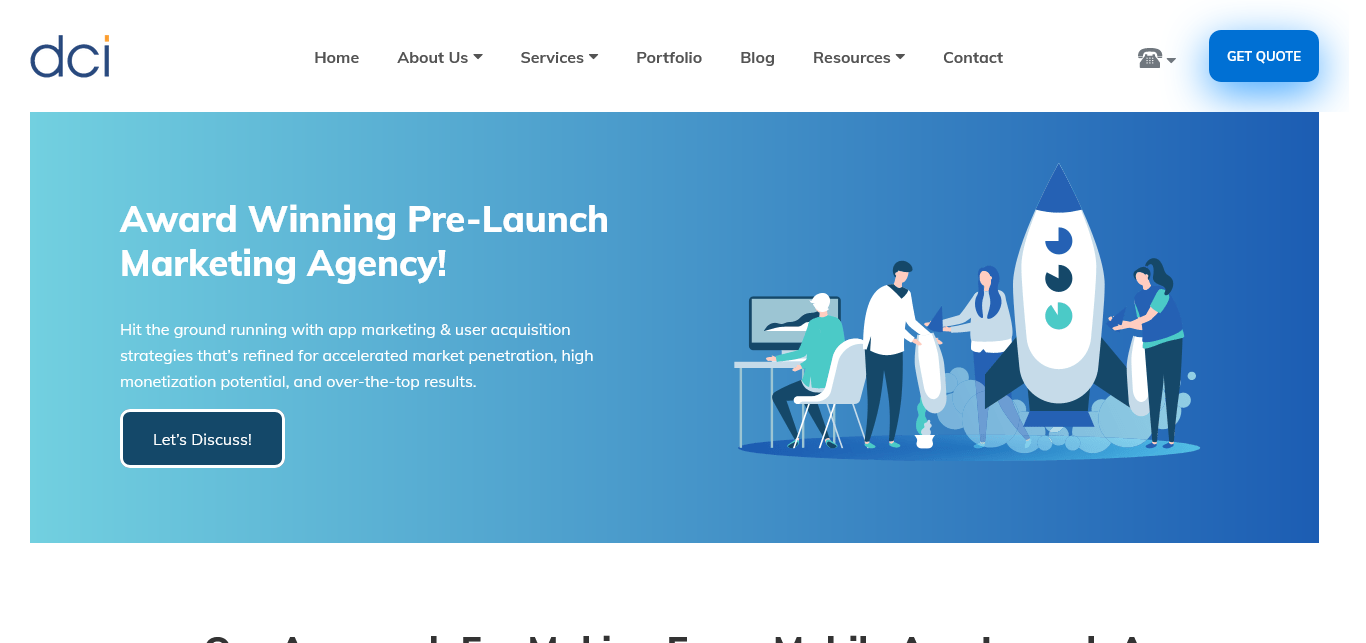 dci
Home About Us Services Portfolio Blog Resources Contact
GET QUOTE
Award Winning Pre-Launch
Marketing Agency!
Hit the ground running with app marketing & user acquisition
strategies that's refined for accelerated market penetration, high
monetization potential, and over-the-top results.
Let's Discuss!